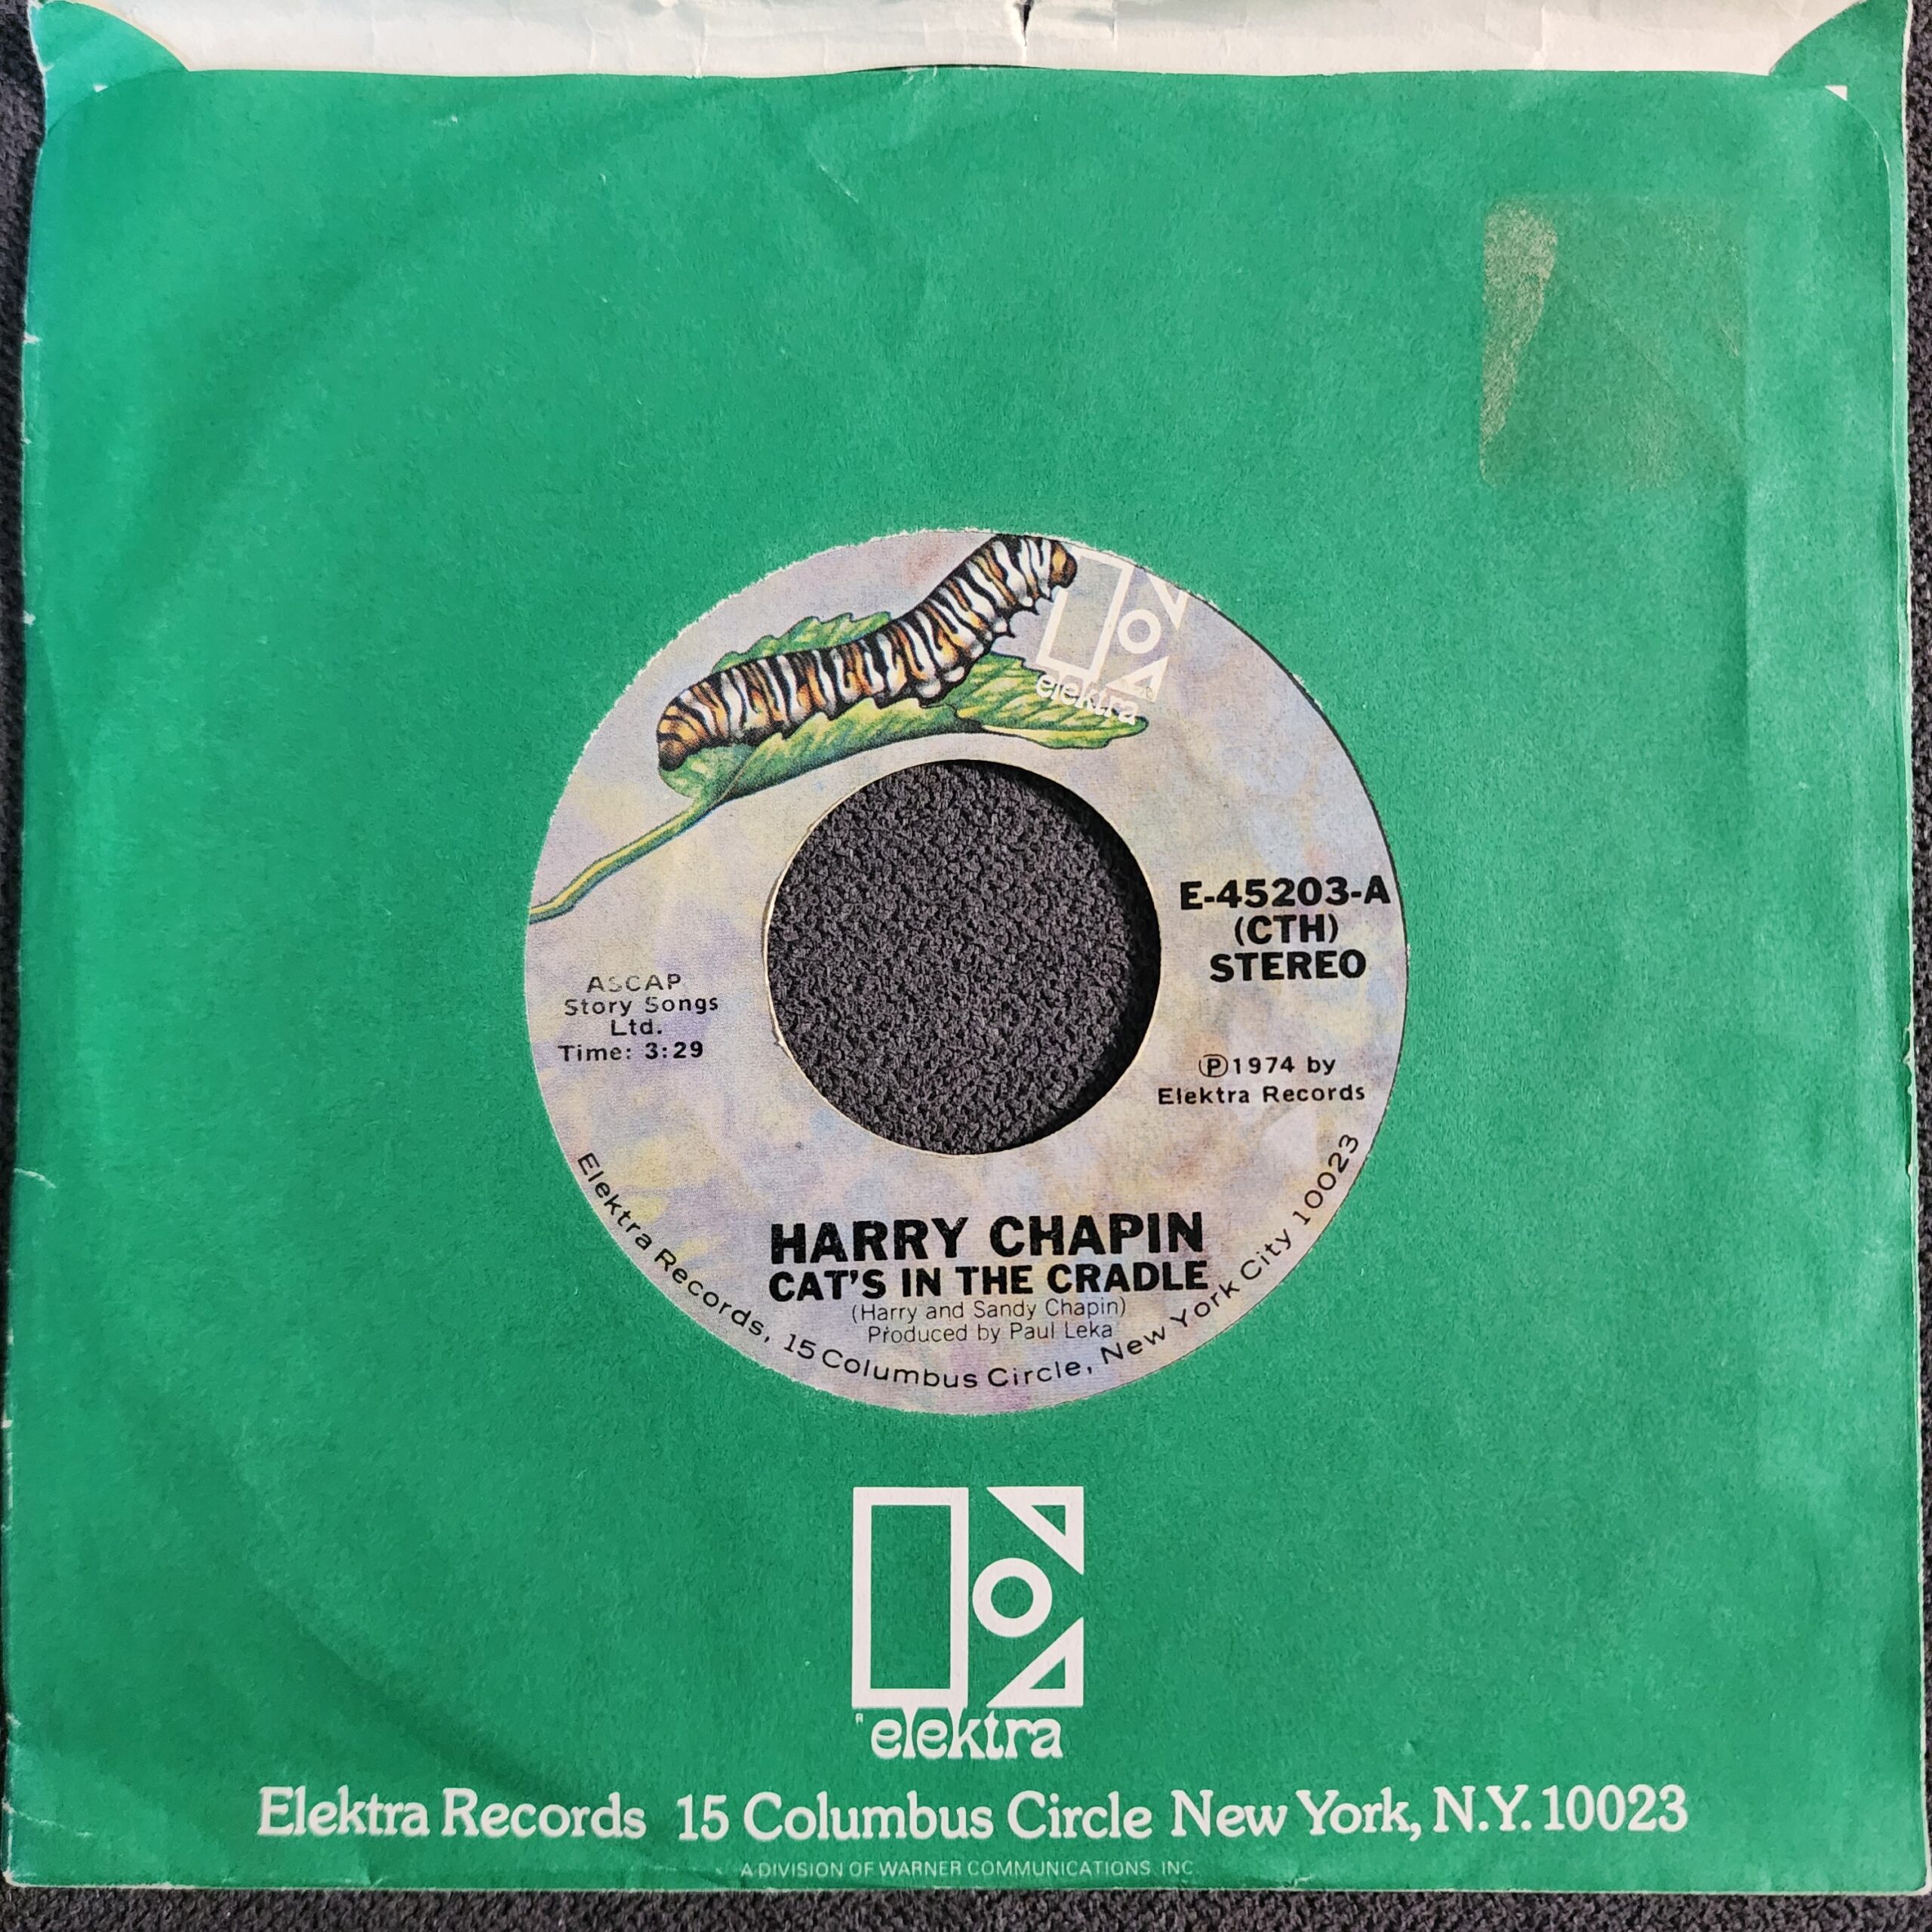 elektra
E-45203-A
(CTH)
STEREO
ASCAP
Story Songs
Ltd.
Time: 3:29
Ⓟ1974 by
Elektra Records
HARRY CHAPIN
CAT'S IN THE CRADLE
(Harry and Sandy Chapin)
Produced by Paul Leka
Elektra Records, 15 Columbus Circle, New York City 10023
R
elektra
Elektra Records 15 Columbus Circle New York, N.Y. 10023
A DIVISION OF WARNER COMMUNICATIONS INC.